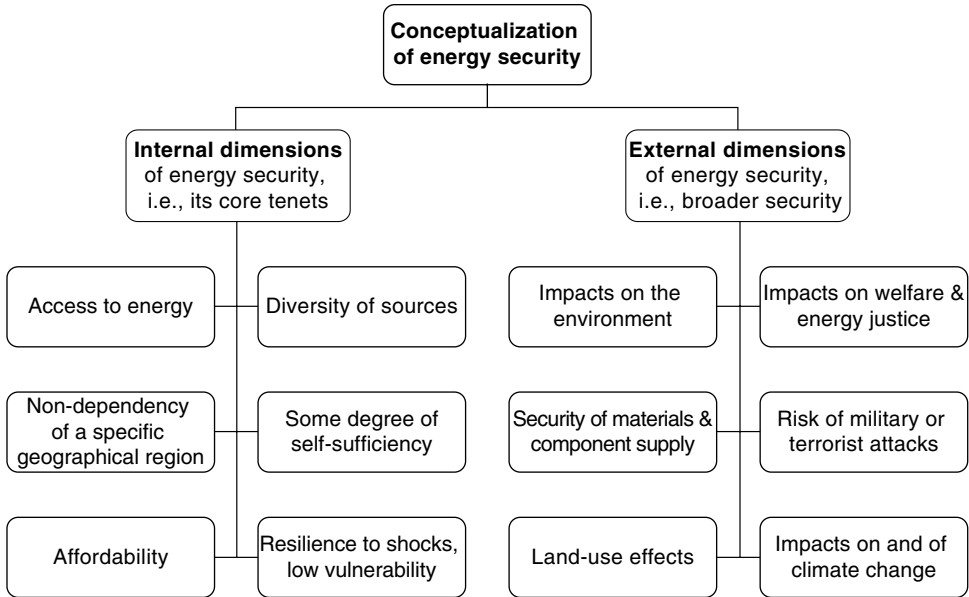 Conceptualization
of energy security
Internal dimensions
of energy security,
i.e., its core tenets
External dimensions
of energy security,
i.e., broader security
Access to energy
Diversity of sources
Non-dependency
of a specific
geographical region
Some degree of
self-sufficiency
Affordability
Resilience to shocks,
low vulnerability
Impacts on the
environment
Impacts on welfare &
energy justice
Security of materials &
component supply
Risk of military or
terrorist attacks
Land-use effects
Impacts on and of
climate change